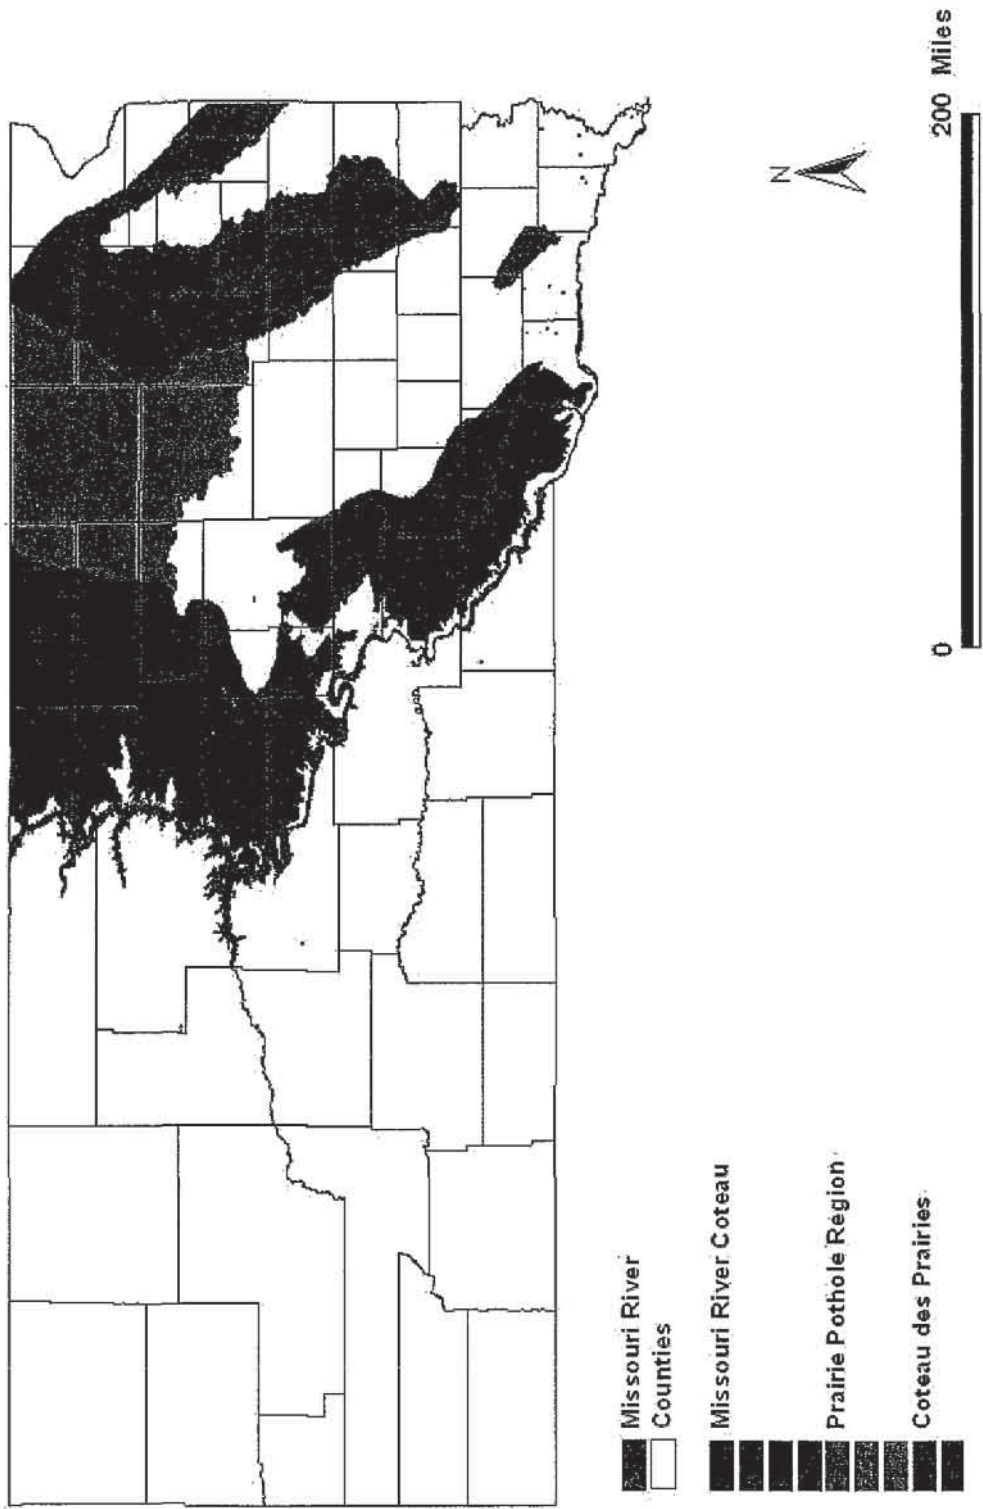 Missouri River
Counties
Missouri River Coteau
Prairie Pothole Region
Coteau des Prairies
N
0 200 Miles